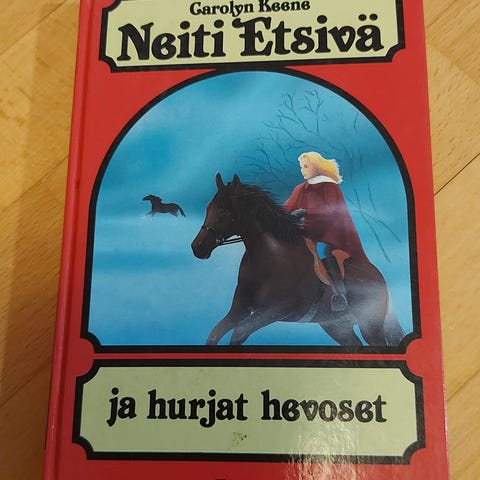 Carolyn Keene
Neiti Etsivä
ja hurjat hevoset